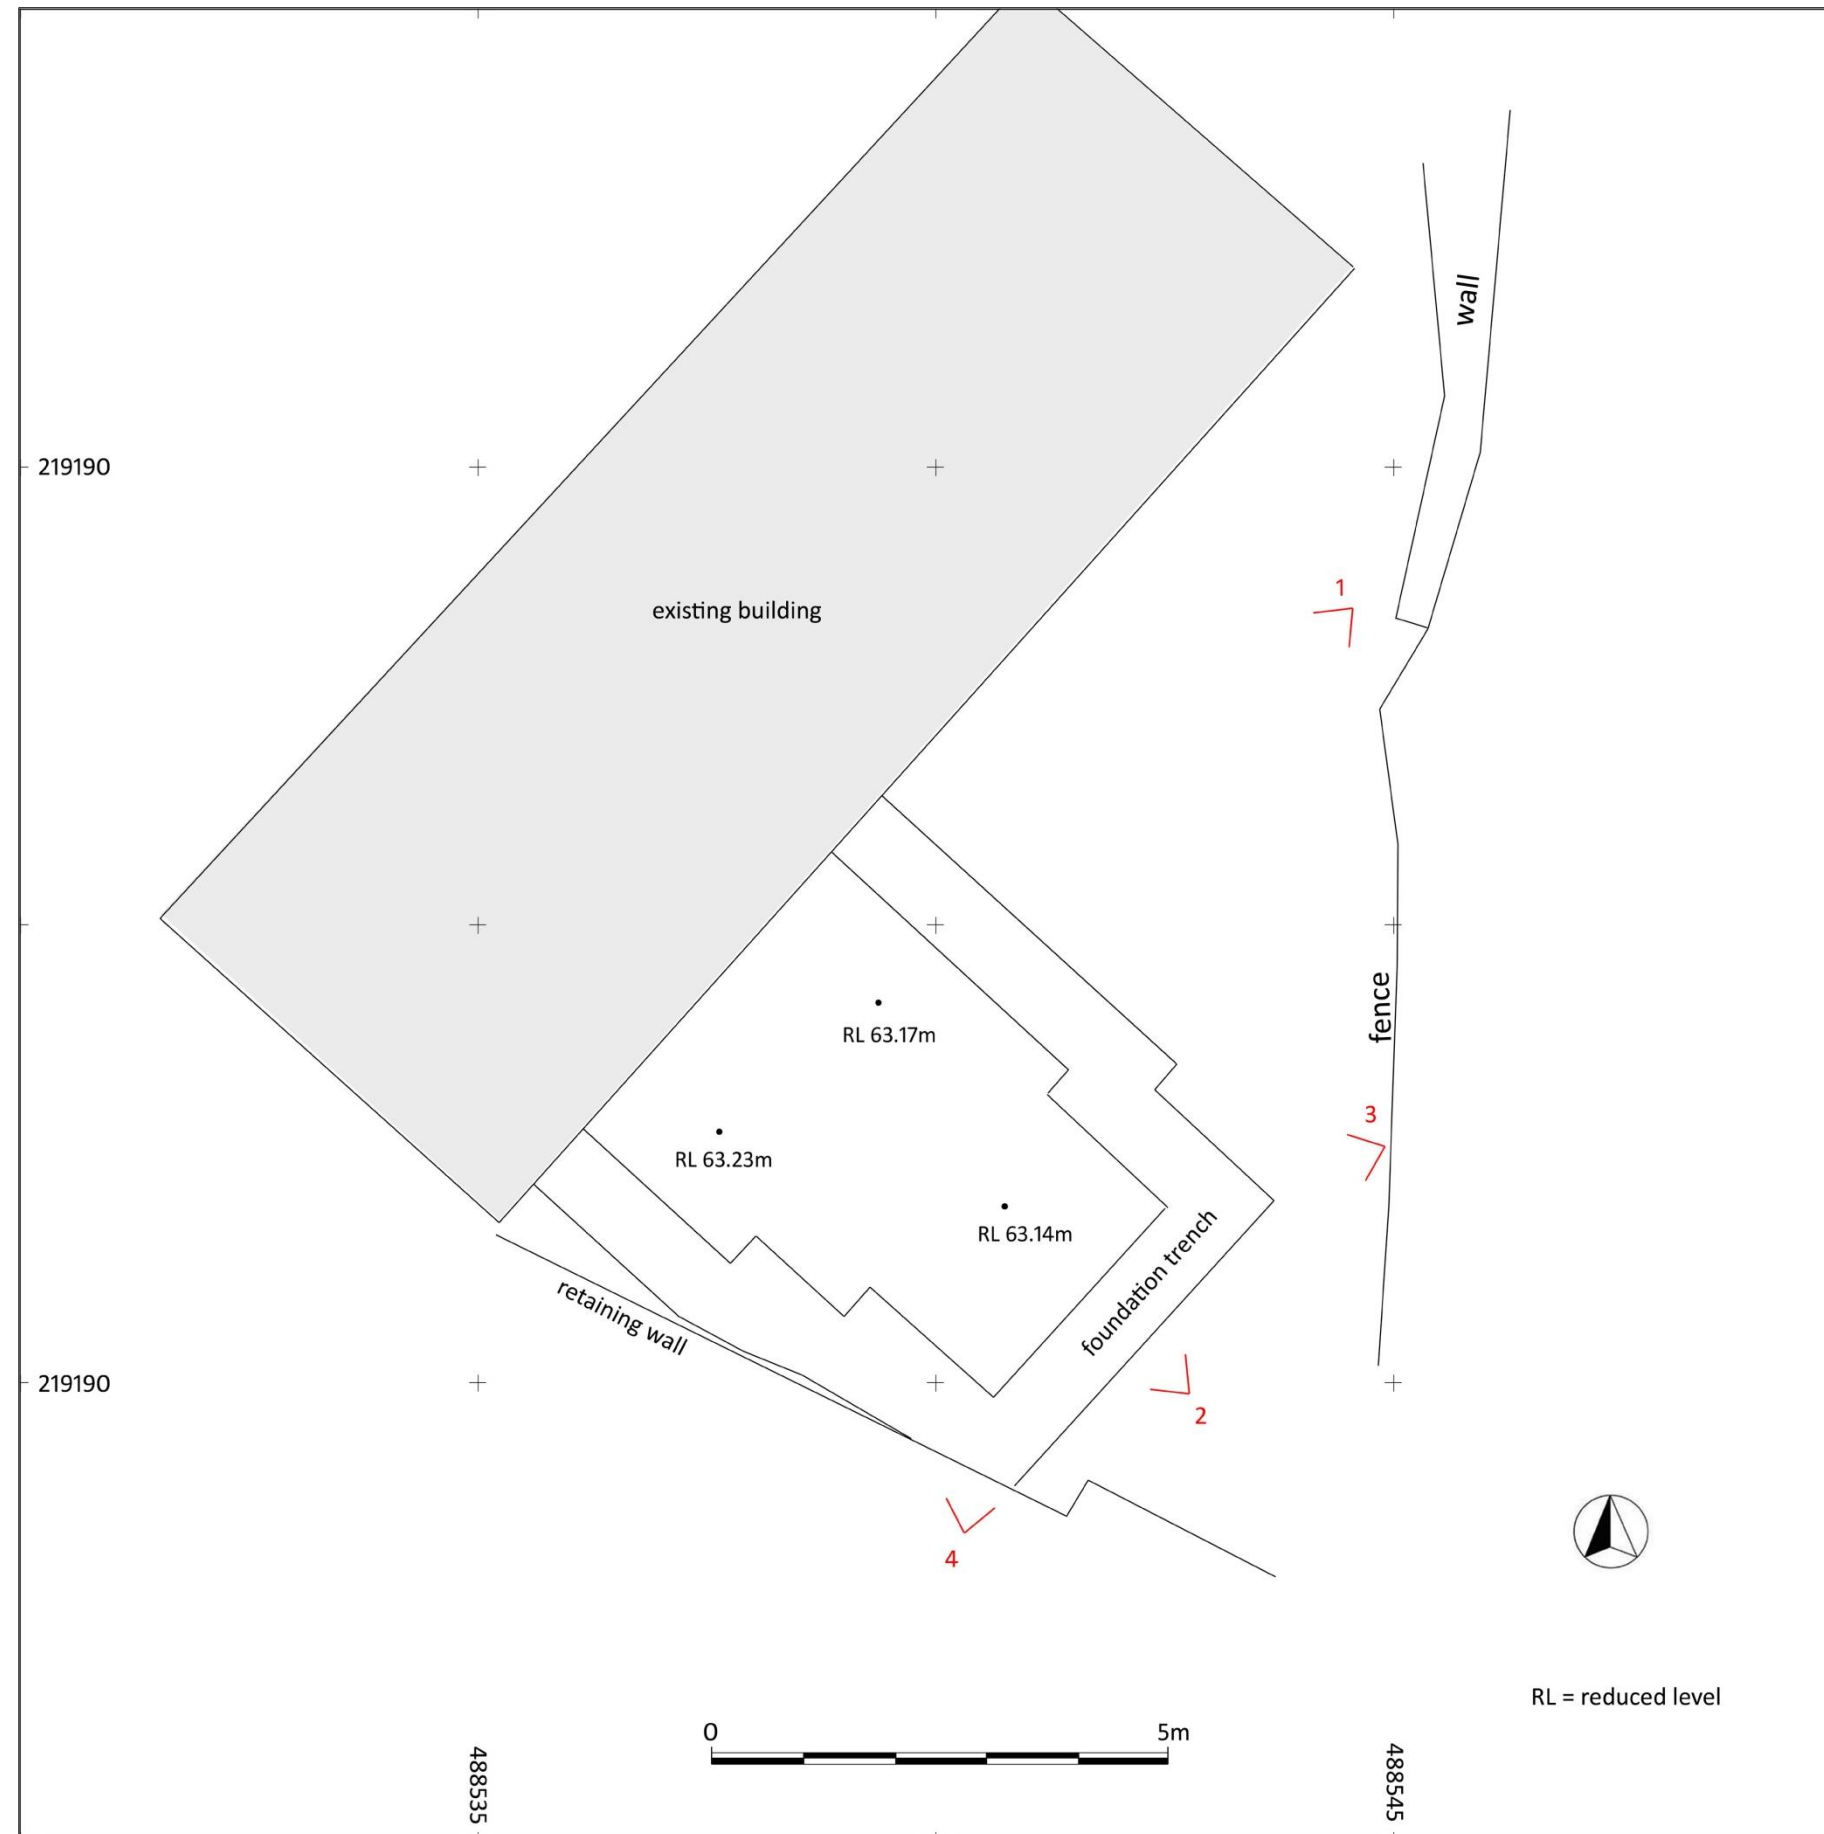 wall
219190
existing building
1
fence
RL 63.17m
3
RL 63.23m
RL 63.14m
foundation trench
retaining wall
219190
2
4
RL = reduced level
0 5m
488535
488545